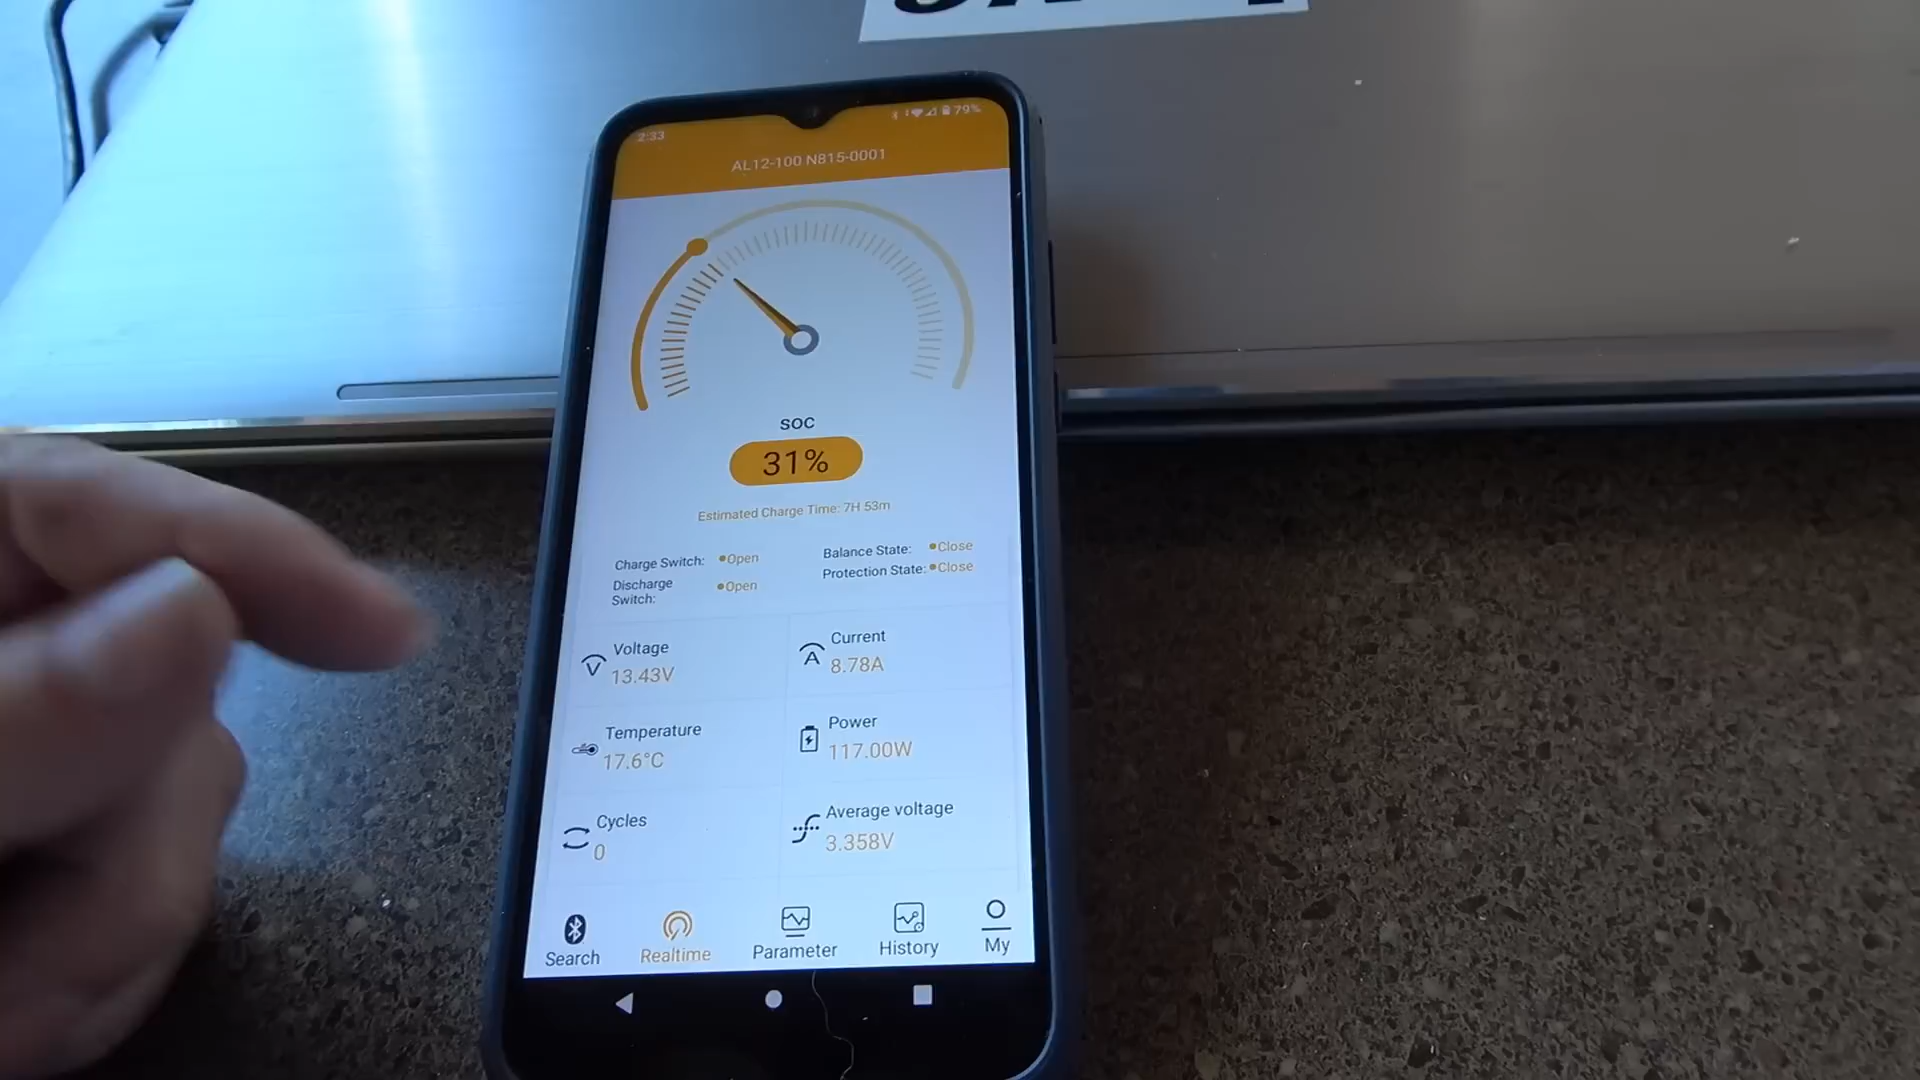 2:33 79%
AL12-100 N815-0001
SOC
31%
Estimated Charge Time: 7H 53m
Charge Switch: Open
Balance State: Close
Discharge Switch: Open
Protection State: Close
Voltage
13.43V
Current
8.78A
Temperature
17.6°C
Power
117.00W
Cycles
0
Average voltage
3.358V
Search
Realtime
Parameter
History
My